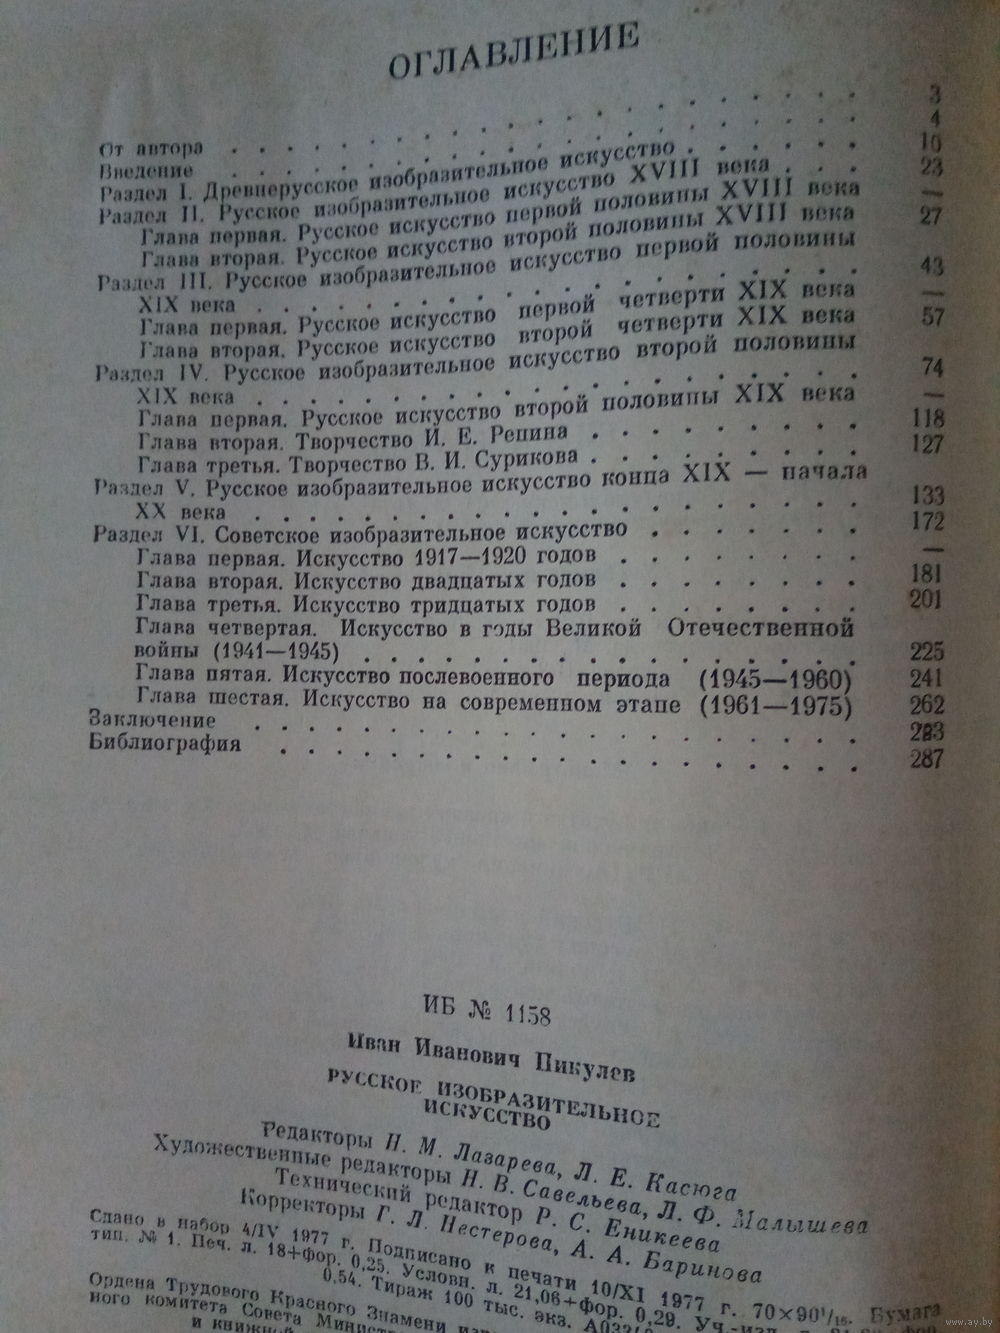 ОГЛАВЛЕНИЕ
От автора . . . . . . . . . . . . . . . . 3
Введение . . . . . . . . . . . . . . . . 4
Раздел I. Древнерусское изобразительное искусство . . . . . . 10
Раздел II. Русское изобразительное искусство XVIII века . . . 23
Глава первая. Русское искусство первой половины XVIII века —
Глава вторая. Русское искусство второй половины XVIII века 27
Раздел III. Русское изобразительное искусство первой половины
XIX века . . . . . . . . . . . . . . . . 43
Глава первая. Русское искусство первой четверти XIX века —
Глава вторая. Русское искусство второй четверти XIX века 57
Раздел IV. Русское изобразительное искусство второй половины
XIX века . . . . . . . . . . . . . . . . 74
Глава первая. Русское искусство второй половины XIX века —
Глава вторая. Творчество И. Е. Репина . . . . . . . . . 118
Глава третья. Творчество В. И. Сурикова . . . . . . . . . 127
Раздел V. Русское изобразительное искусство конца XIX — начала
XX века . . . . . . . . . . . . . . . . 133
Раздел VI. Советское изобразительное искусство . . . . . . . 172
Глава первая. Искусство 1917—1920 годов . . . . . . . . —
Глава вторая. Искусство двадцатых годов . . . . . . . . 181
Глава третья. Искусство тридцатых годов . . . . . . . . 201
Глава четвертая. Искусство в годы Великой Отечественной
войны (1941—1945) . . . . . . . . . . . . . . . . 225
Глава пятая. Искусство послевоенного периода (1945—1960) 241
Глава шестая. Искусство на современном этапе (1961—1975) 262
Заключение . . . . . . . . . . . . . . . . 283
Библиография . . . . . . . . . . . . . . . . 287
ИБ № 1158
Иван Иванович Пикулев
РУССКОЕ ИЗОБРАЗИТЕЛЬНОЕ
ИСКУССТВО
Редакторы Н. М. Лазарева, Л. Е. Касюга
Художественные редакторы Н. В. Савельева, Л. Ф. Малышева
Технический редактор Р. С. Еникеева
Корректоры Г. Л. Нестерова, А. А. Баринова
Сдано в набор 4/IV 1977 г. Подписано к печати 10/XI 1977 г. 70×90¹/₁₆. Бумага
тип. № 1. Печ. л. 18+фор. 0,25. Условн. л. 21,06+фор. 0,29. Уч.-изд. л.
0,54. Тираж 100 тыс. экз.
Ордена Трудового Красного Знамени
ного комитета Совета
и книжной
www.ay.by